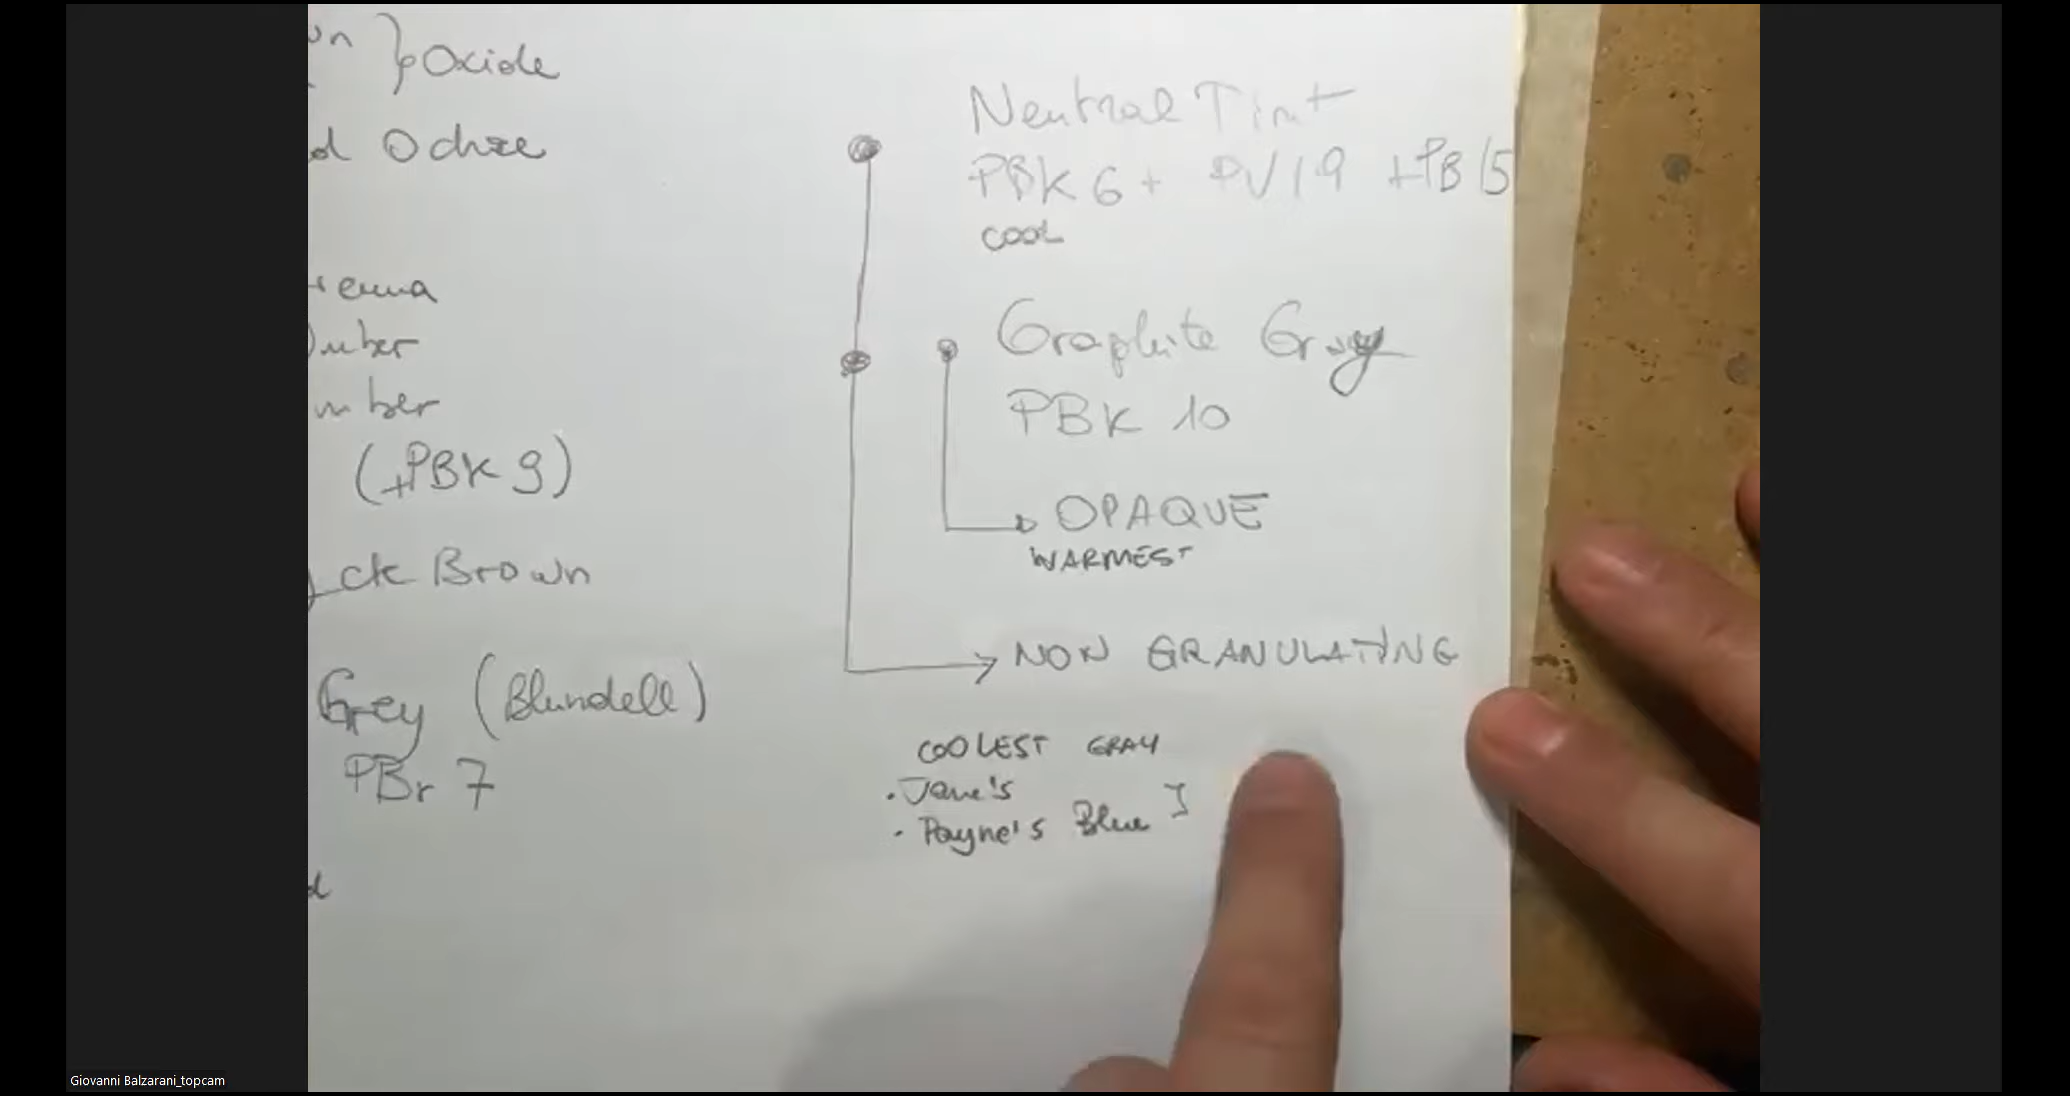 Oxide
Ochre
(+PBK 9)
Brown
Grey (Blundell)
PBr 7
Neutral Tint
PBK 6 + PV19 + PB15
COOL
Graphite Gray
PBK 10
OPAQUE
WARMEST
NON GRANULATING
COOLEST GRAY
• Jane's
• Payne's Blue ]
Giovanni Balzarani_topcam